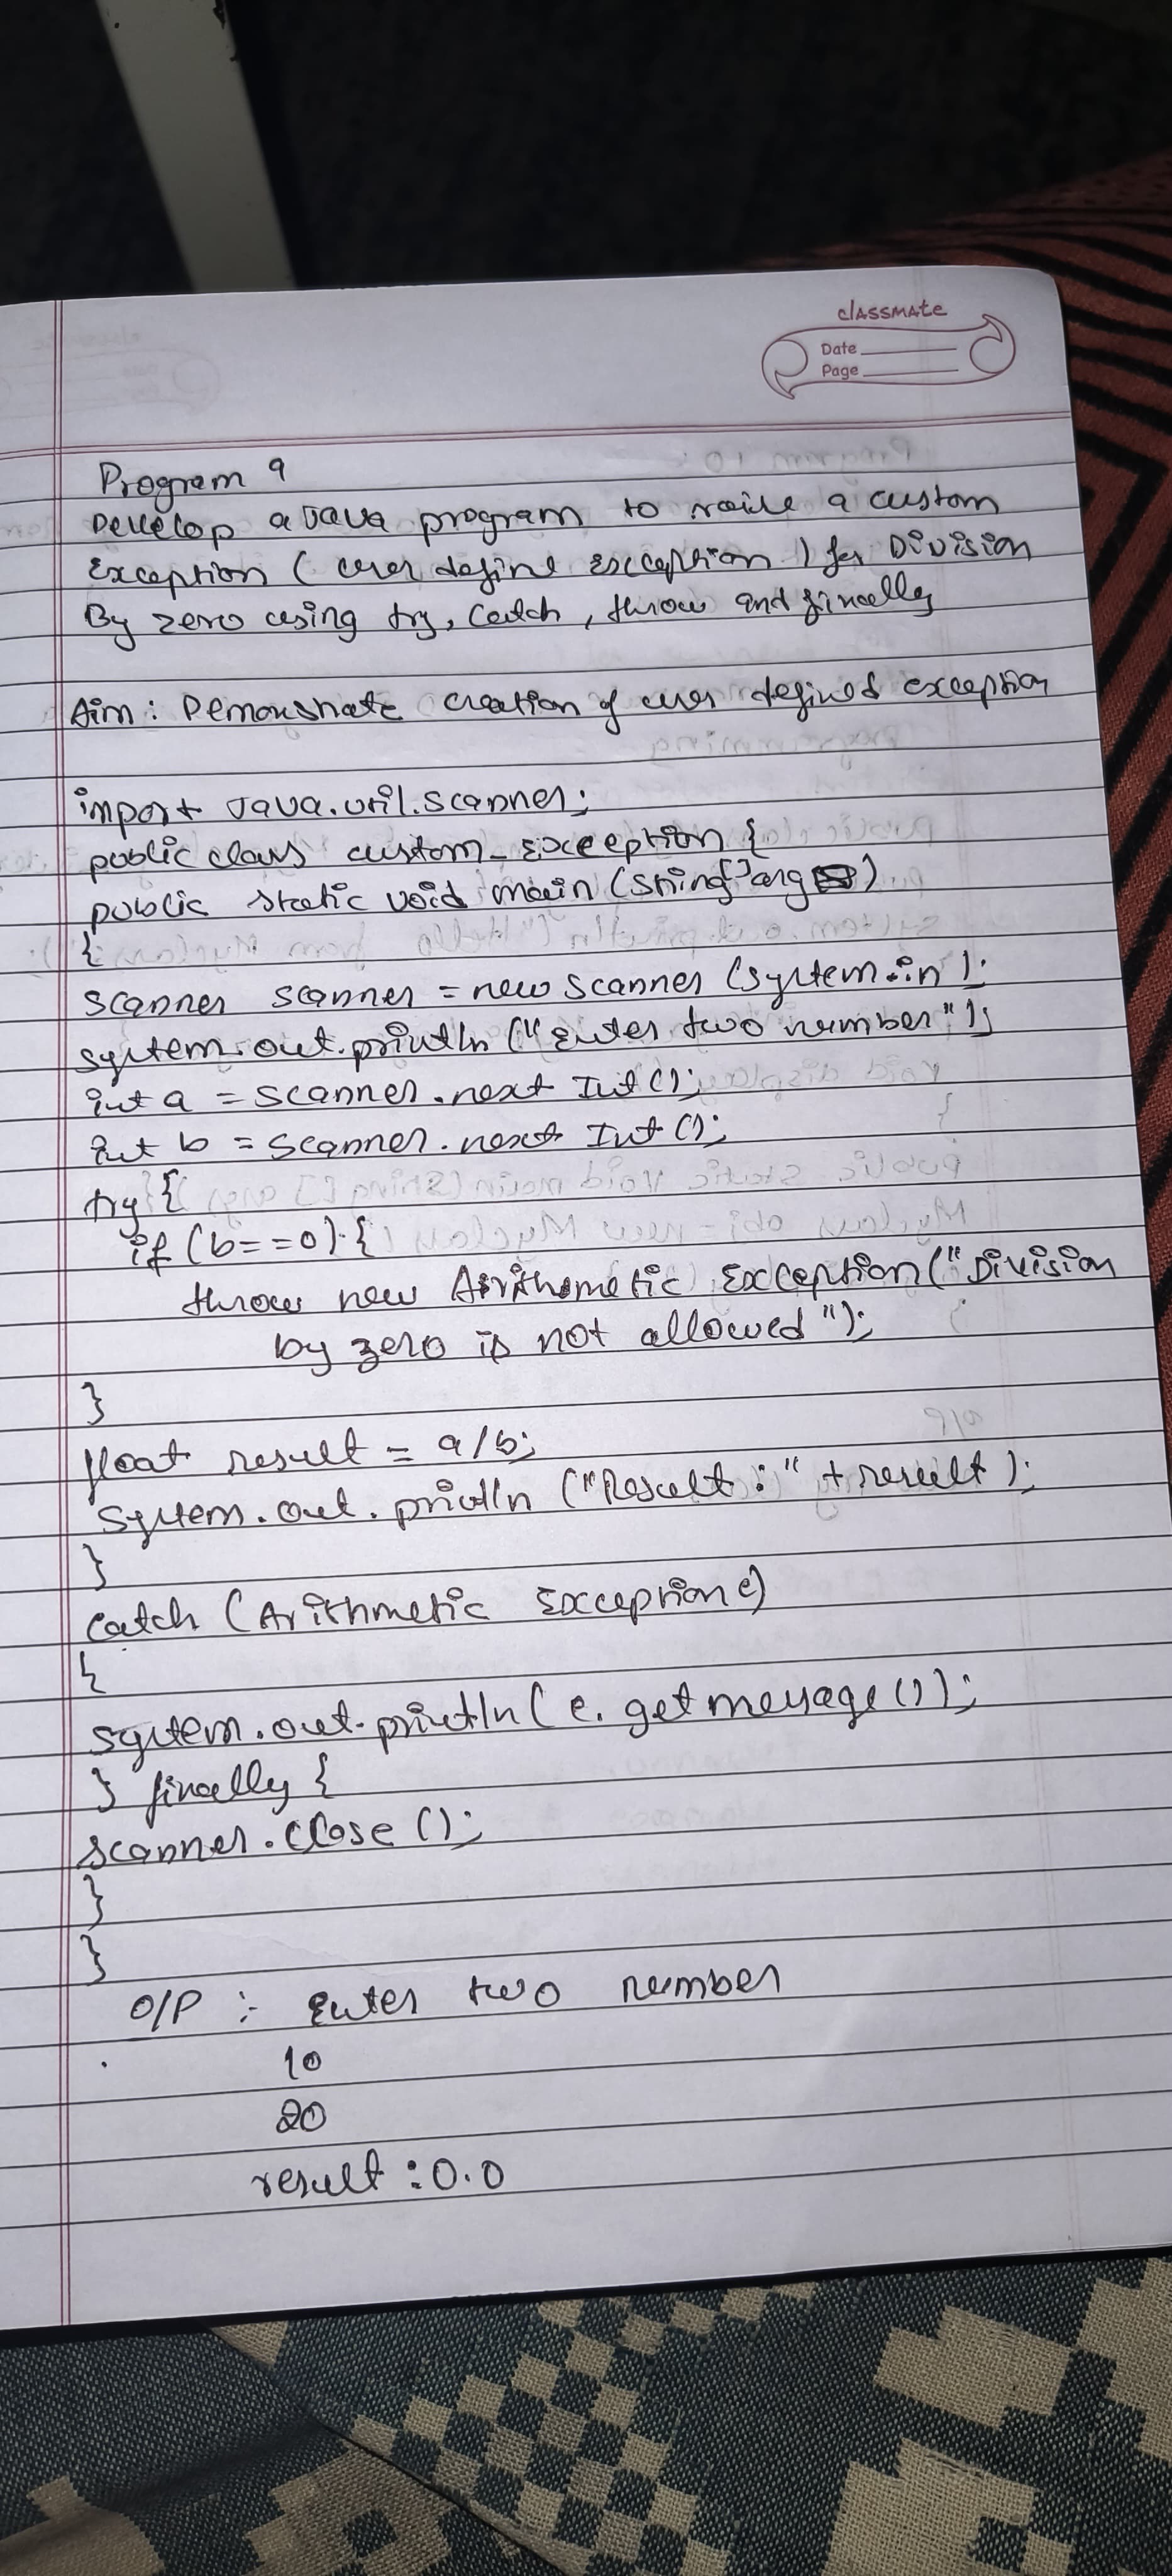 classmate
Date
Page
Program 9
Develop a Java program to raise a custom
Exception (user define exception) for Division
By zero using try, catch, throw and finally
Aim: Demonstrate creation of user defined exception
import Java.util.scanner;
public class custom_Exception {
public static void main (String[] arg)
{
Scanner scanner = new Scanner (System.in);
System.out.println ("Enter two number");
int a = scanner.next Int ();
int b = scanner.next Int ();
try {
if (b==0) {
throw new Arithmetic Exception ("Division
by zero is not allowed");
}
float result = a/b;
System.out.println ("Result:" + result);
}
Catch (Arithmetic Exception e)
{
System.out.println (e.getmessage());
} finally {
scanner.close ();
}
}
O/P :- Enter two number
10
20
result : 0.0